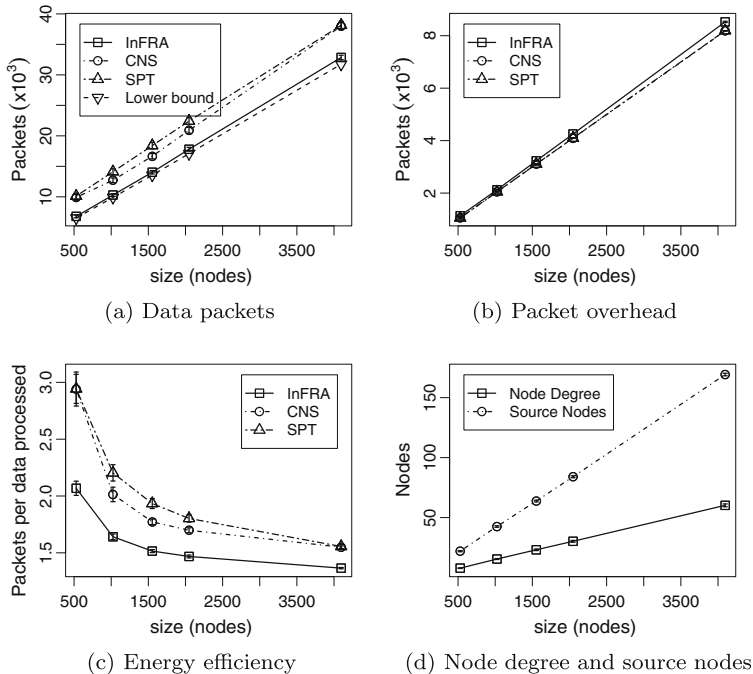 Packets (x10³)
40
30
20
10
InFRA
CNS
SPT
Lower bound
500 1500 2500 3500
size (nodes)
(a) Data packets
Packets (x10³)
8
6
4
2
InFRA
CNS
SPT
500 1500 2500 3500
size (nodes)
(b) Packet overhead
Packets per data processed
3.0
2.5
2.0
1.5
InFRA
CNS
SPT
500 1500 2500 3500
size (nodes)
(c) Energy efficiency
Nodes
150
100
50
Node Degree
Source Nodes
500 1500 2500 3500
size (nodes)
(d) Node degree and source nodes